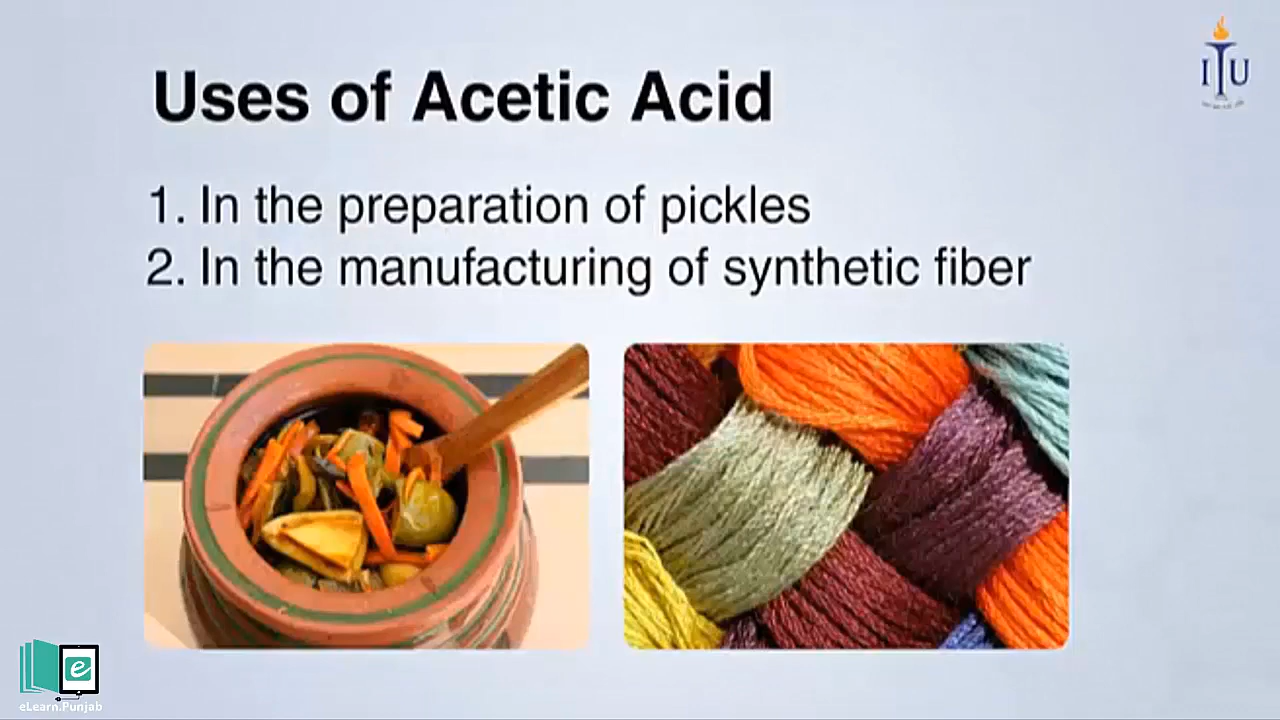 ITU
Uses of Acetic Acid
1. In the preparation of pickles
2. In the manufacturing of synthetic fiber
e
eLearn.Punjab